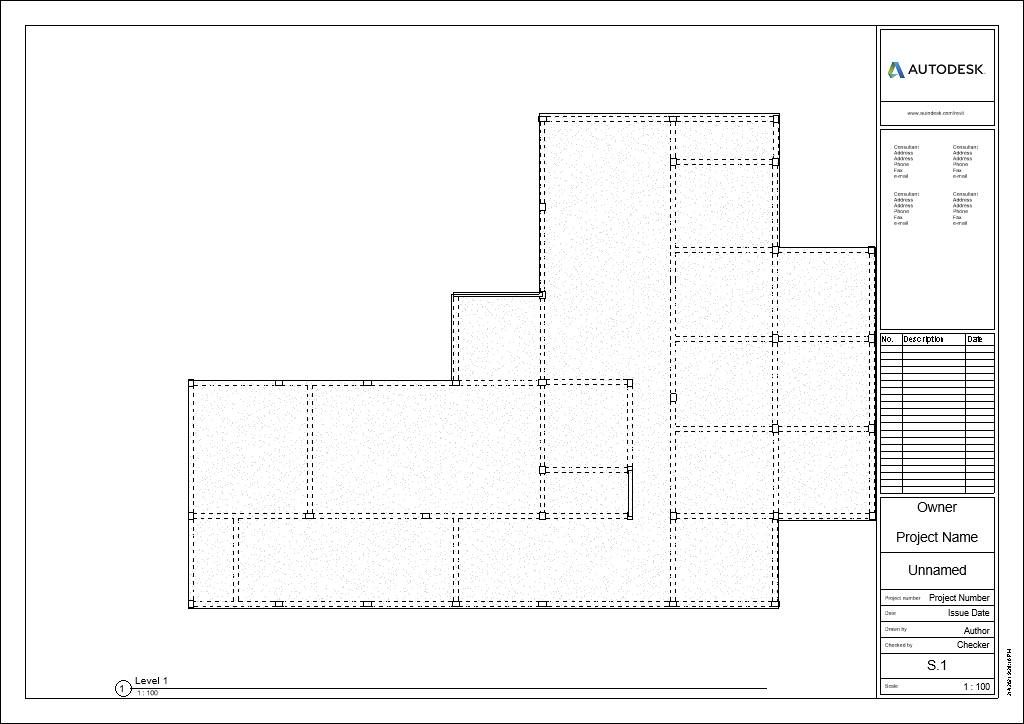 AUTODESK.
www.autodesk.com/revit
Consultant Consultant
Address Address
Address Address
Phone Phone
Fax Fax
e-mail e-mail
Consultant Consultant
Address Address
Address Address
Phone Phone
Fax Fax
e-mail e-mail
No. Description Date
Owner
Project Name
Unnamed
Project number Project Number
Date Issue Date
Drawn by Author
Checked by Checker
S.1
Scale 1 : 100
1 Level 1
1 : 100